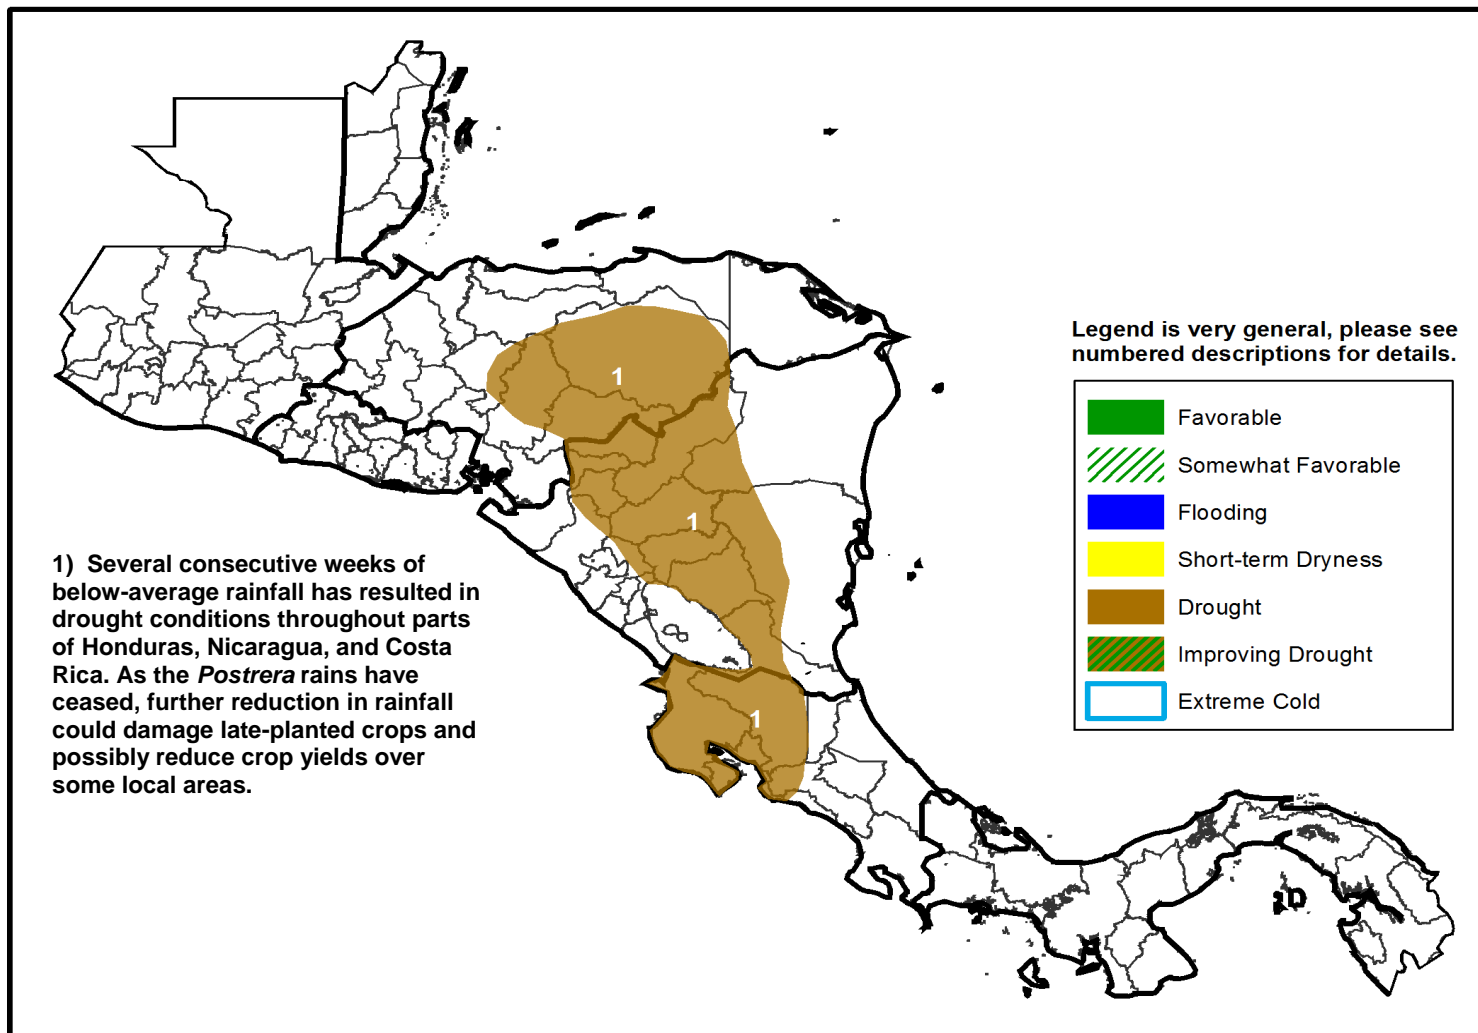 1
1
1
1) Several consecutive weeks of
below-average rainfall has resulted in
drought conditions throughout parts
of Honduras, Nicaragua, and Costa
Rica. As the Postrera rains have
ceased, further reduction in rainfall
could damage late-planted crops and
possibly reduce crop yields over
some local areas.
Legend is very general, please see
numbered descriptions for details.
Favorable
Somewhat Favorable
Flooding
Short-term Dryness
Drought
Improving Drought
Extreme Cold